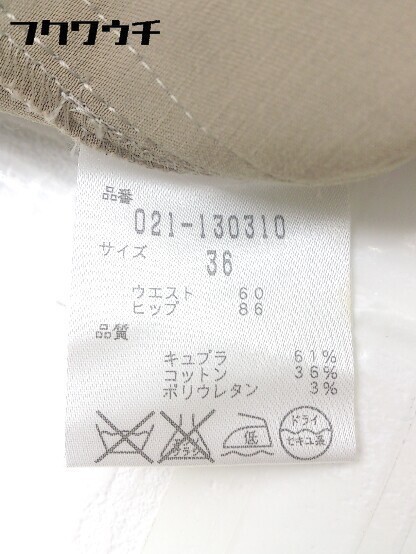 フクウウチ
品番
021-130310
サイズ
36
ウエスト 60
ヒップ 86
品質
キュプラ 61%
コットン 36%
ポリウレタン 3%
低
ドライ
セキユ系